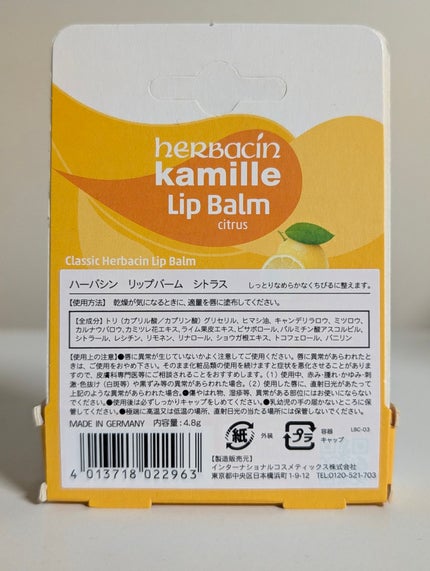 herbacin
kamille
Lip Balm
citrus
Classic Herbacin Lip Balm
ハーバシン　リップバーム　シトラス
しっとりなめらかなくちびるに整えます。
【使用方法】 乾燥が気になるときに、適量を唇に塗布してください。
【全成分】トリ（カプリル酸／カプリン酸）グリセリル、ヒマシ油、キャンデリラロウ、ミツロウ、
カルナウバロウ、カミツレ花エキス、ライム果皮エキス、ビサボロール、パルミチン酸アスコルビル、
シトラール、レシチン、リモネン、リナロール、ショウガ根エキス、トコフェロール、バニリン
【使用上の注意】●唇に異常が生じていないかよく注意してご使用ください。唇に異常があらわれた
ときは、ご使用をおやめ下さい。そのまま化粧品類の使用を続けますと症状を悪化させることがありま
すので、皮膚科専門医等にご相談されることをおすすめします。（1）使用中、赤み・腫れ・かゆみ・刺
激・色抜け（白斑等）や黒ずみ等の異常があらわれた場合。（2）使用した唇に、直射日光があたって
上記のような異常があらわれた場合。●傷やはれ物、湿疹等、異常がある部位にはお使いにならない
でください。●使用後は必ずしっかりキャップをしめてください。●乳幼児の手の届かないところに保
管してください。●極端に高温又は低温の場所、直射日光の当たる場所には保管しないでください。
MADE IN GERMANY　内容量:4.8g
LBC-03
紙
外装
プラ
容器
キャップ
【製造販売元】
インターナショナルコスメティックス株式会社
東京都中央区日本橋浜町1-9-12　TEL:0120-521-703
4 013718 022963